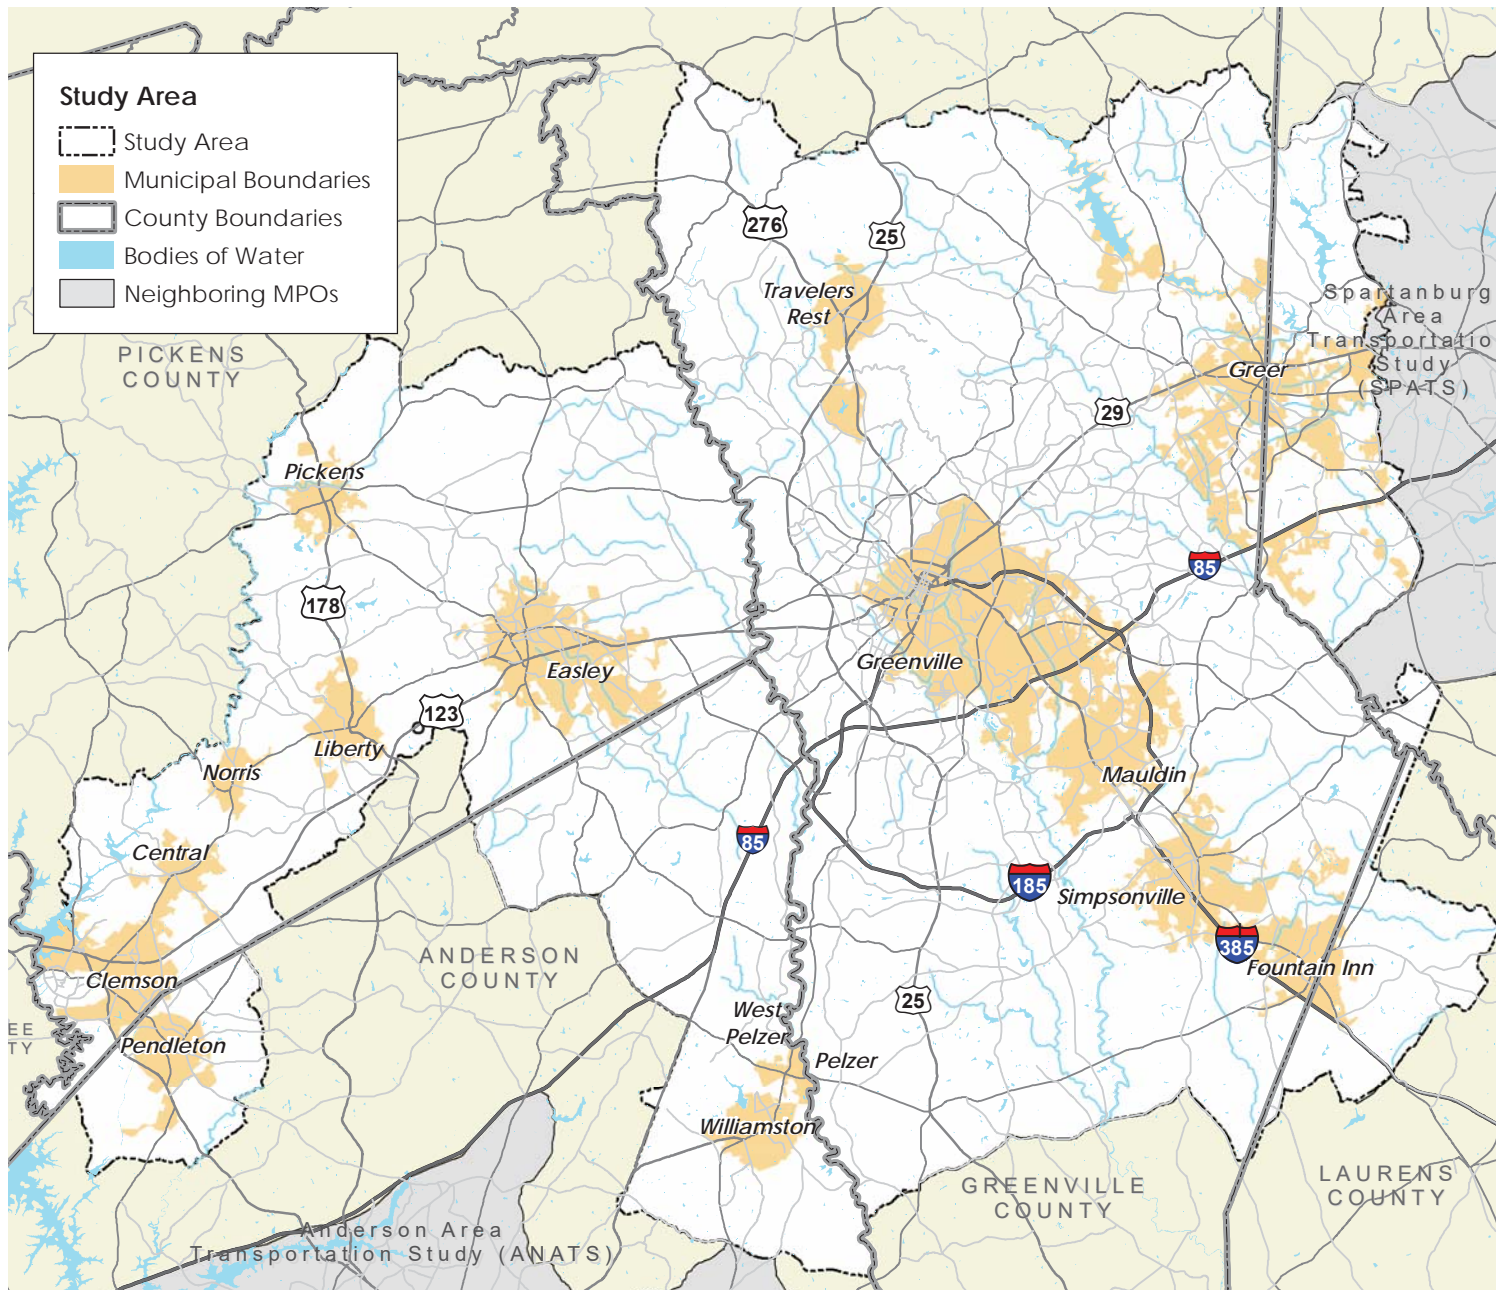 Study Area
Study Area
Municipal Boundaries
County Boundaries
Bodies of Water
Neighboring MPOs
276
25
Travelers
Rest
Spartanburg
Area
Transportatio
Study
(SPATS)
PICKENS
COUNTY
Greer
29
Pickens
85
178
Greenville
Easley
123
Liberty
Norris
Mauldin
85
Central
185
Simpsonville
385
Fountain Inn
ANDERSON
COUNTY
Clemson
25
West
Pelzer
EE
TY
Pendleton
Pelzer
Williamston
GREENVILLE
COUNTY
LAURENS
COUNTY
Anderson Area
Transportation Study (ANATS)